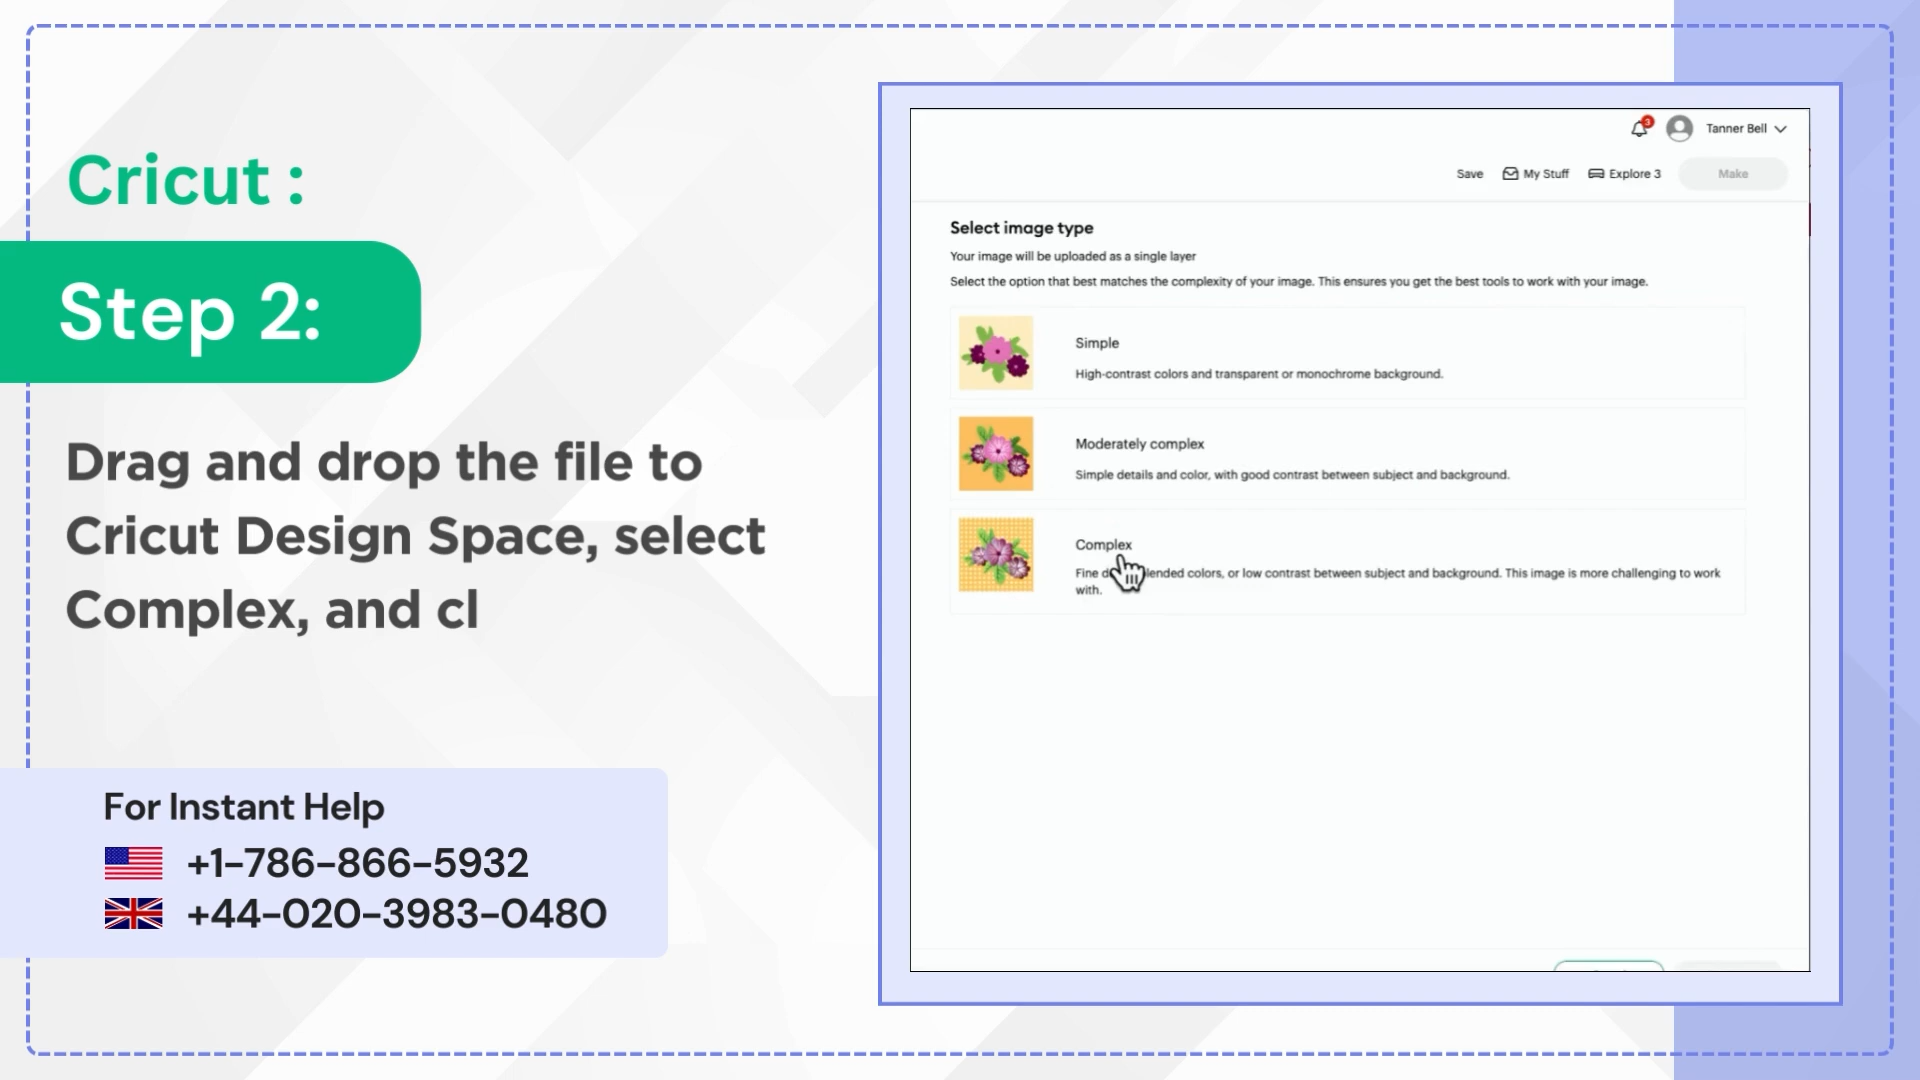 Cricut :
Step 2:
Drag and drop the file to
Cricut Design Space, select
Complex, and cl
For Instant Help
+1-786-866-5932
+44-020-3983-0480
3
Tanner Bell
Save
My Stuff
Explore 3
Make
Select image type
Your image will be uploaded as a single layer
Select the option that best matches the complexity of your image. This ensures you get the best tools to work with your image.
Simple
High-contrast colors and transparent or monochrome background.
Moderately complex
Simple details and color, with good contrast between subject and background.
Complex
Fine d lended colors, or low contrast between subject and background. This image is more challenging to work
with.